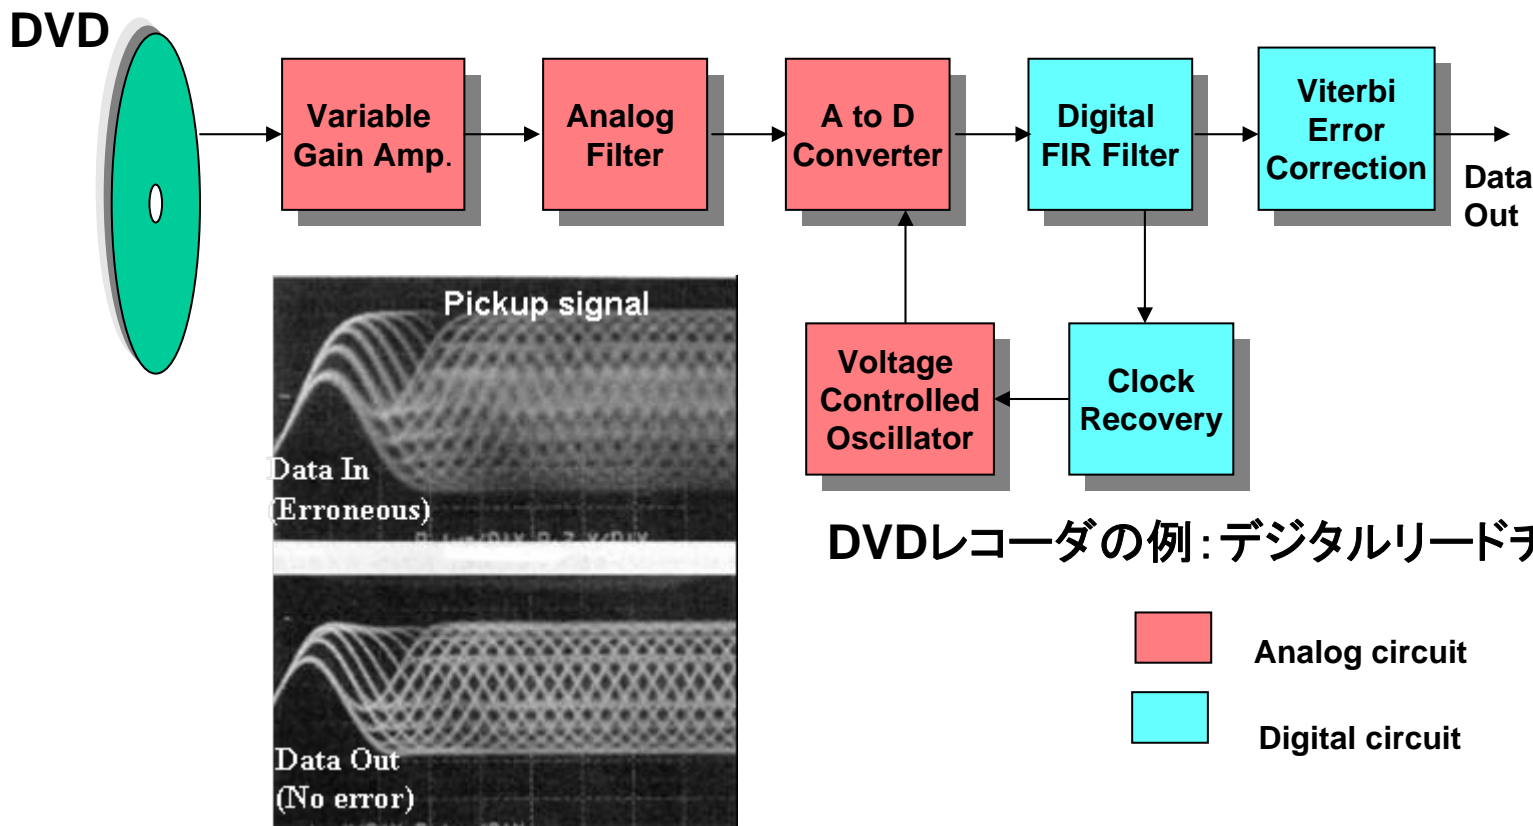 DVD
Variable
Gain Amp.
Analog
Filter
A to D
Converter
Digital
FIR Filter
Viterbi
Error
Correction
Data
Out
Pickup signal
Data In
(Erroneous)
Voltage
Controlled
Oscillator
Clock
Recovery
DVDレコーダの例：デジタルリードチ
Data Out
(No error)
Analog circuit
Digital circuit